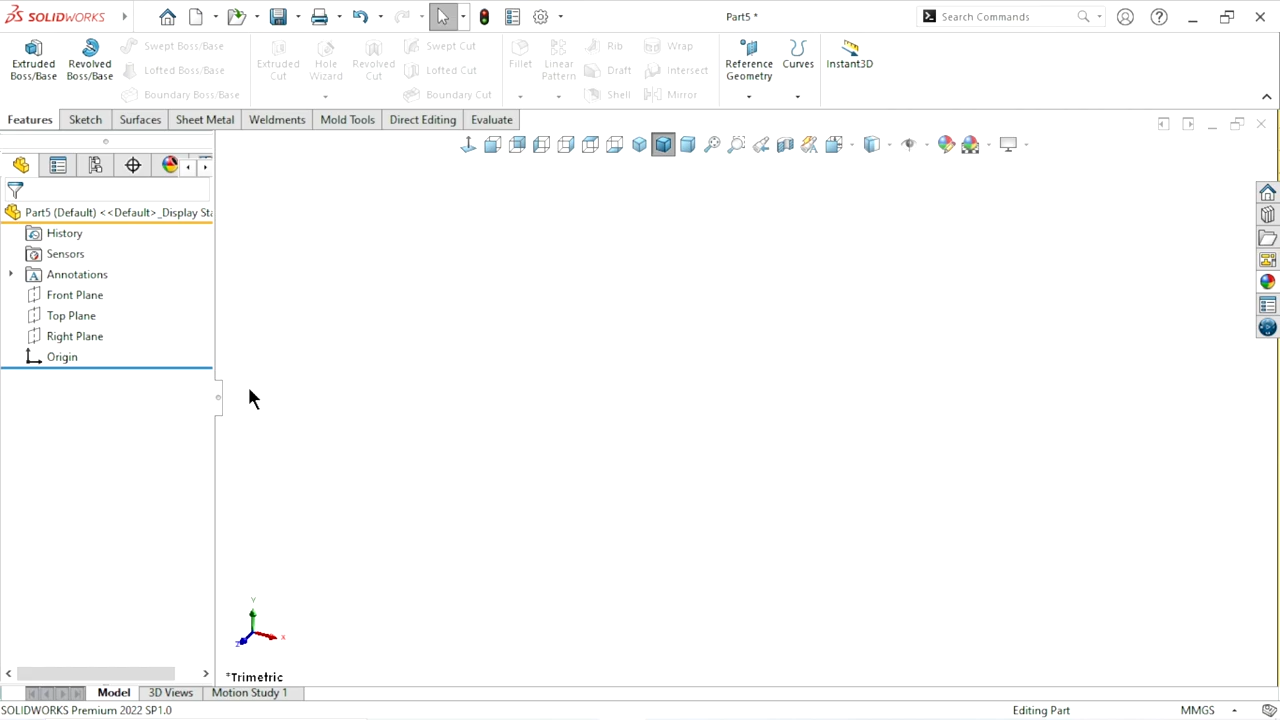 SOLIDWORKS
Part5 *
Search Commands
Extruded Boss/Base
Revolved Boss/Base
Swept Boss/Base
Lofted Boss/Base
Boundary Boss/Base
Extruded Cut
Hole Wizard
Revolved Cut
Swept Cut
Lofted Cut
Boundary Cut
Fillet
Linear Pattern
Rib
Draft
Shell
Wrap
Intersect
Mirror
Reference Geometry
Curves
Instant3D
Features
Sketch
Surfaces
Sheet Metal
Weldments
Mold Tools
Direct Editing
Evaluate
Part5 (Default) <<Default>_Display Sta
History
Sensors
A Annotations
Front Plane
Top Plane
Right Plane
Origin
Y
X
Z
*Trimetric
Model
3D Views
Motion Study 1
SOLIDWORKS Premium 2022 SP1.0
Editing Part
MMGS